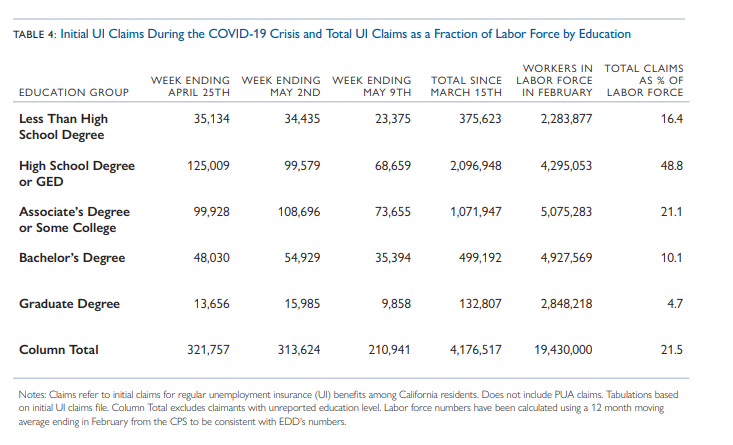 TABLE 4: Initial UI Claims During the COVID-19 Crisis and Total UI Claims as a Fraction of Labor Force by Education
EDUCATION GROUP WEEK ENDING APRIL 25TH WEEK ENDING MAY 2ND WEEK ENDING MAY 9TH TOTAL SINCE MARCH 15TH WORKERS IN LABOR FORCE IN FEBRUARY TOTAL CLAIMS AS % OF LABOR FORCE
Less Than High School Degree 35,134 34,435 23,375 375,623 2,283,877 16.4
High School Degree or GED 125,009 99,579 68,659 2,096,948 4,295,053 48.8
Associate's Degree or Some College 99,928 108,696 73,655 1,071,947 5,075,283 21.1
Bachelor's Degree 48,030 54,929 35,394 499,192 4,927,569 10.1
Graduate Degree 13,656 15,985 9,858 132,807 2,848,218 4.7
Column Total 321,757 313,624 210,941 4,176,517 19,430,000 21.5
Notes: Claims refer to initial claims for regular unemployment insurance (UI) benefits among California residents. Does not include PUA claims. Tabulations based
on initial UI claims file. Column Total excludes claimants with unreported education level. Labor force numbers have been calculated using a 12 month moving
average ending in February from the CPS to be consistent with EDD's numbers.